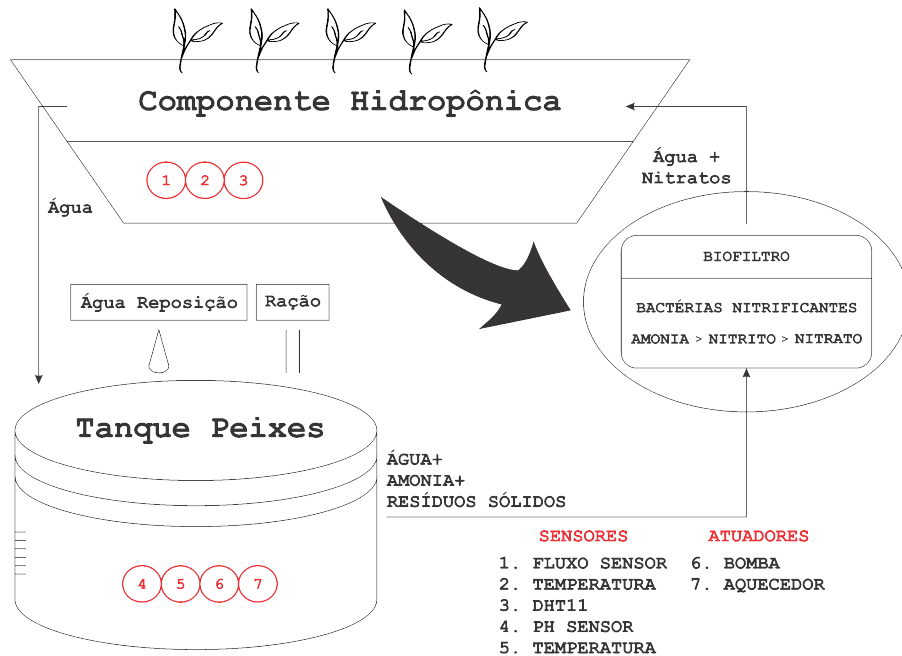 Componente Hidropônica
1 2 3
Água +
Nitratos
Água
BIOFILTRO
BACTÉRIAS NITRIFICANTES
AMONIA > NITRITO > NITRATO
Água Reposição
Ração
Tanque Peixes
ÁGUA+
AMONIA+
RESÍDUOS SÓLIDOS
4 5 6 7
SENSORES
1. FLUXO SENSOR
2. TEMPERATURA
3. DHT11
4. PH SENSOR
5. TEMPERATURA
ATUADORES
6. BOMBA
7. AQUECEDOR